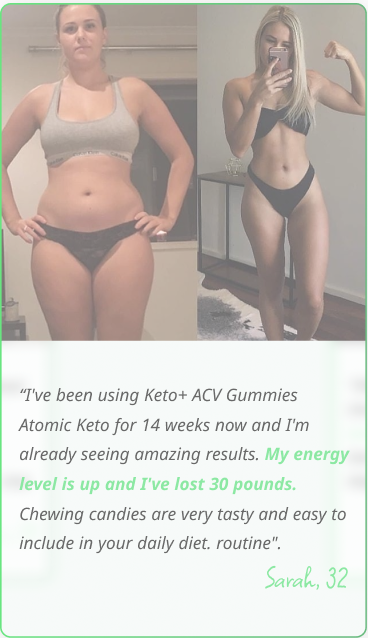 “I've been using Keto+ ACV Gummies
Atomic Keto for 14 weeks now and I'm
already seeing amazing results. My energy
level is up and I've lost 30 pounds.
Chewing candies are very tasty and easy to
include in your daily diet. routine".
Sarah, 32